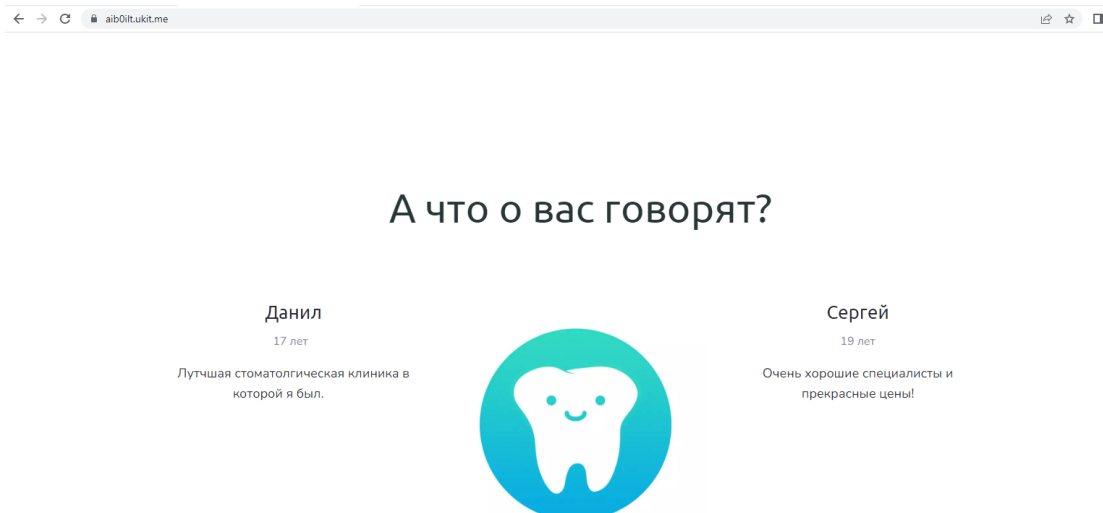 aib0ilt.ukit.me
А что о вас говорят?
Данил
17 лет
Лутчшая стоматолгическая клиника в
которой я был.
Сергей
19 лет
Очень хорошие специалисты и
прекрасные цены!